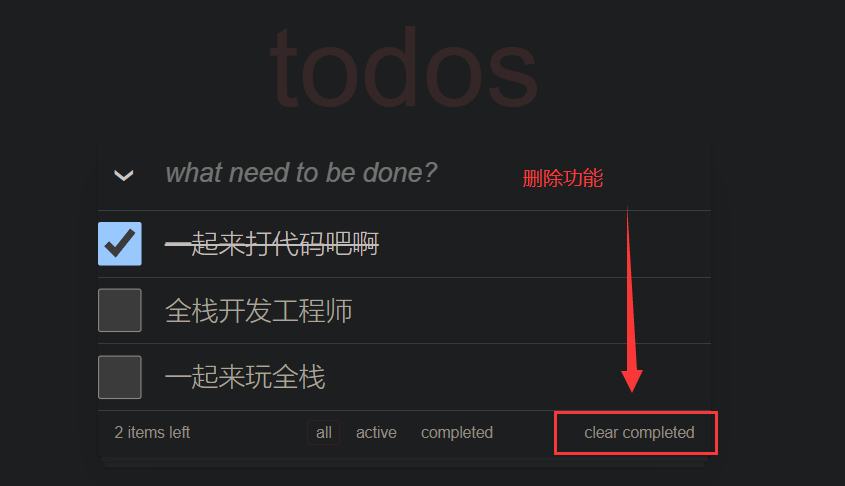 todos
what need to be done?
删除功能
一起来打代码吧啊
全栈开发工程师
一起来玩全栈
2 items left all active completed clear completed